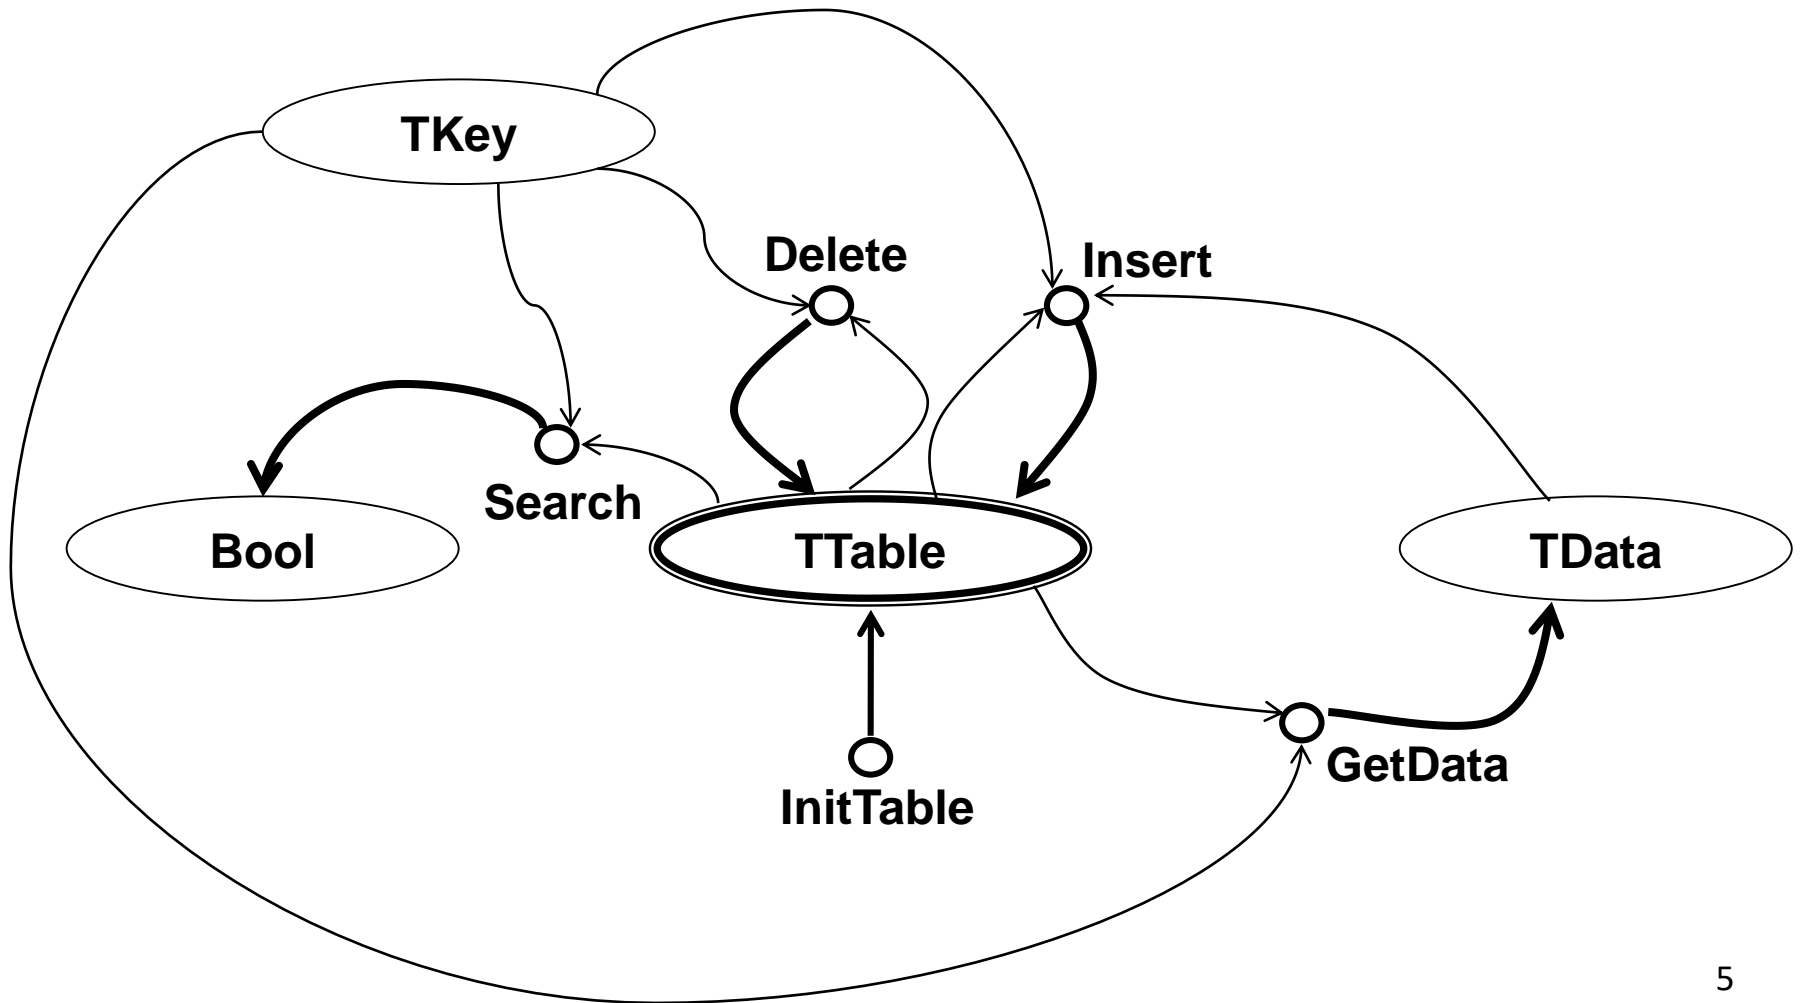 TKey
Delete
Insert
Search
Bool
TTable
TData
GetData
InitTable
5